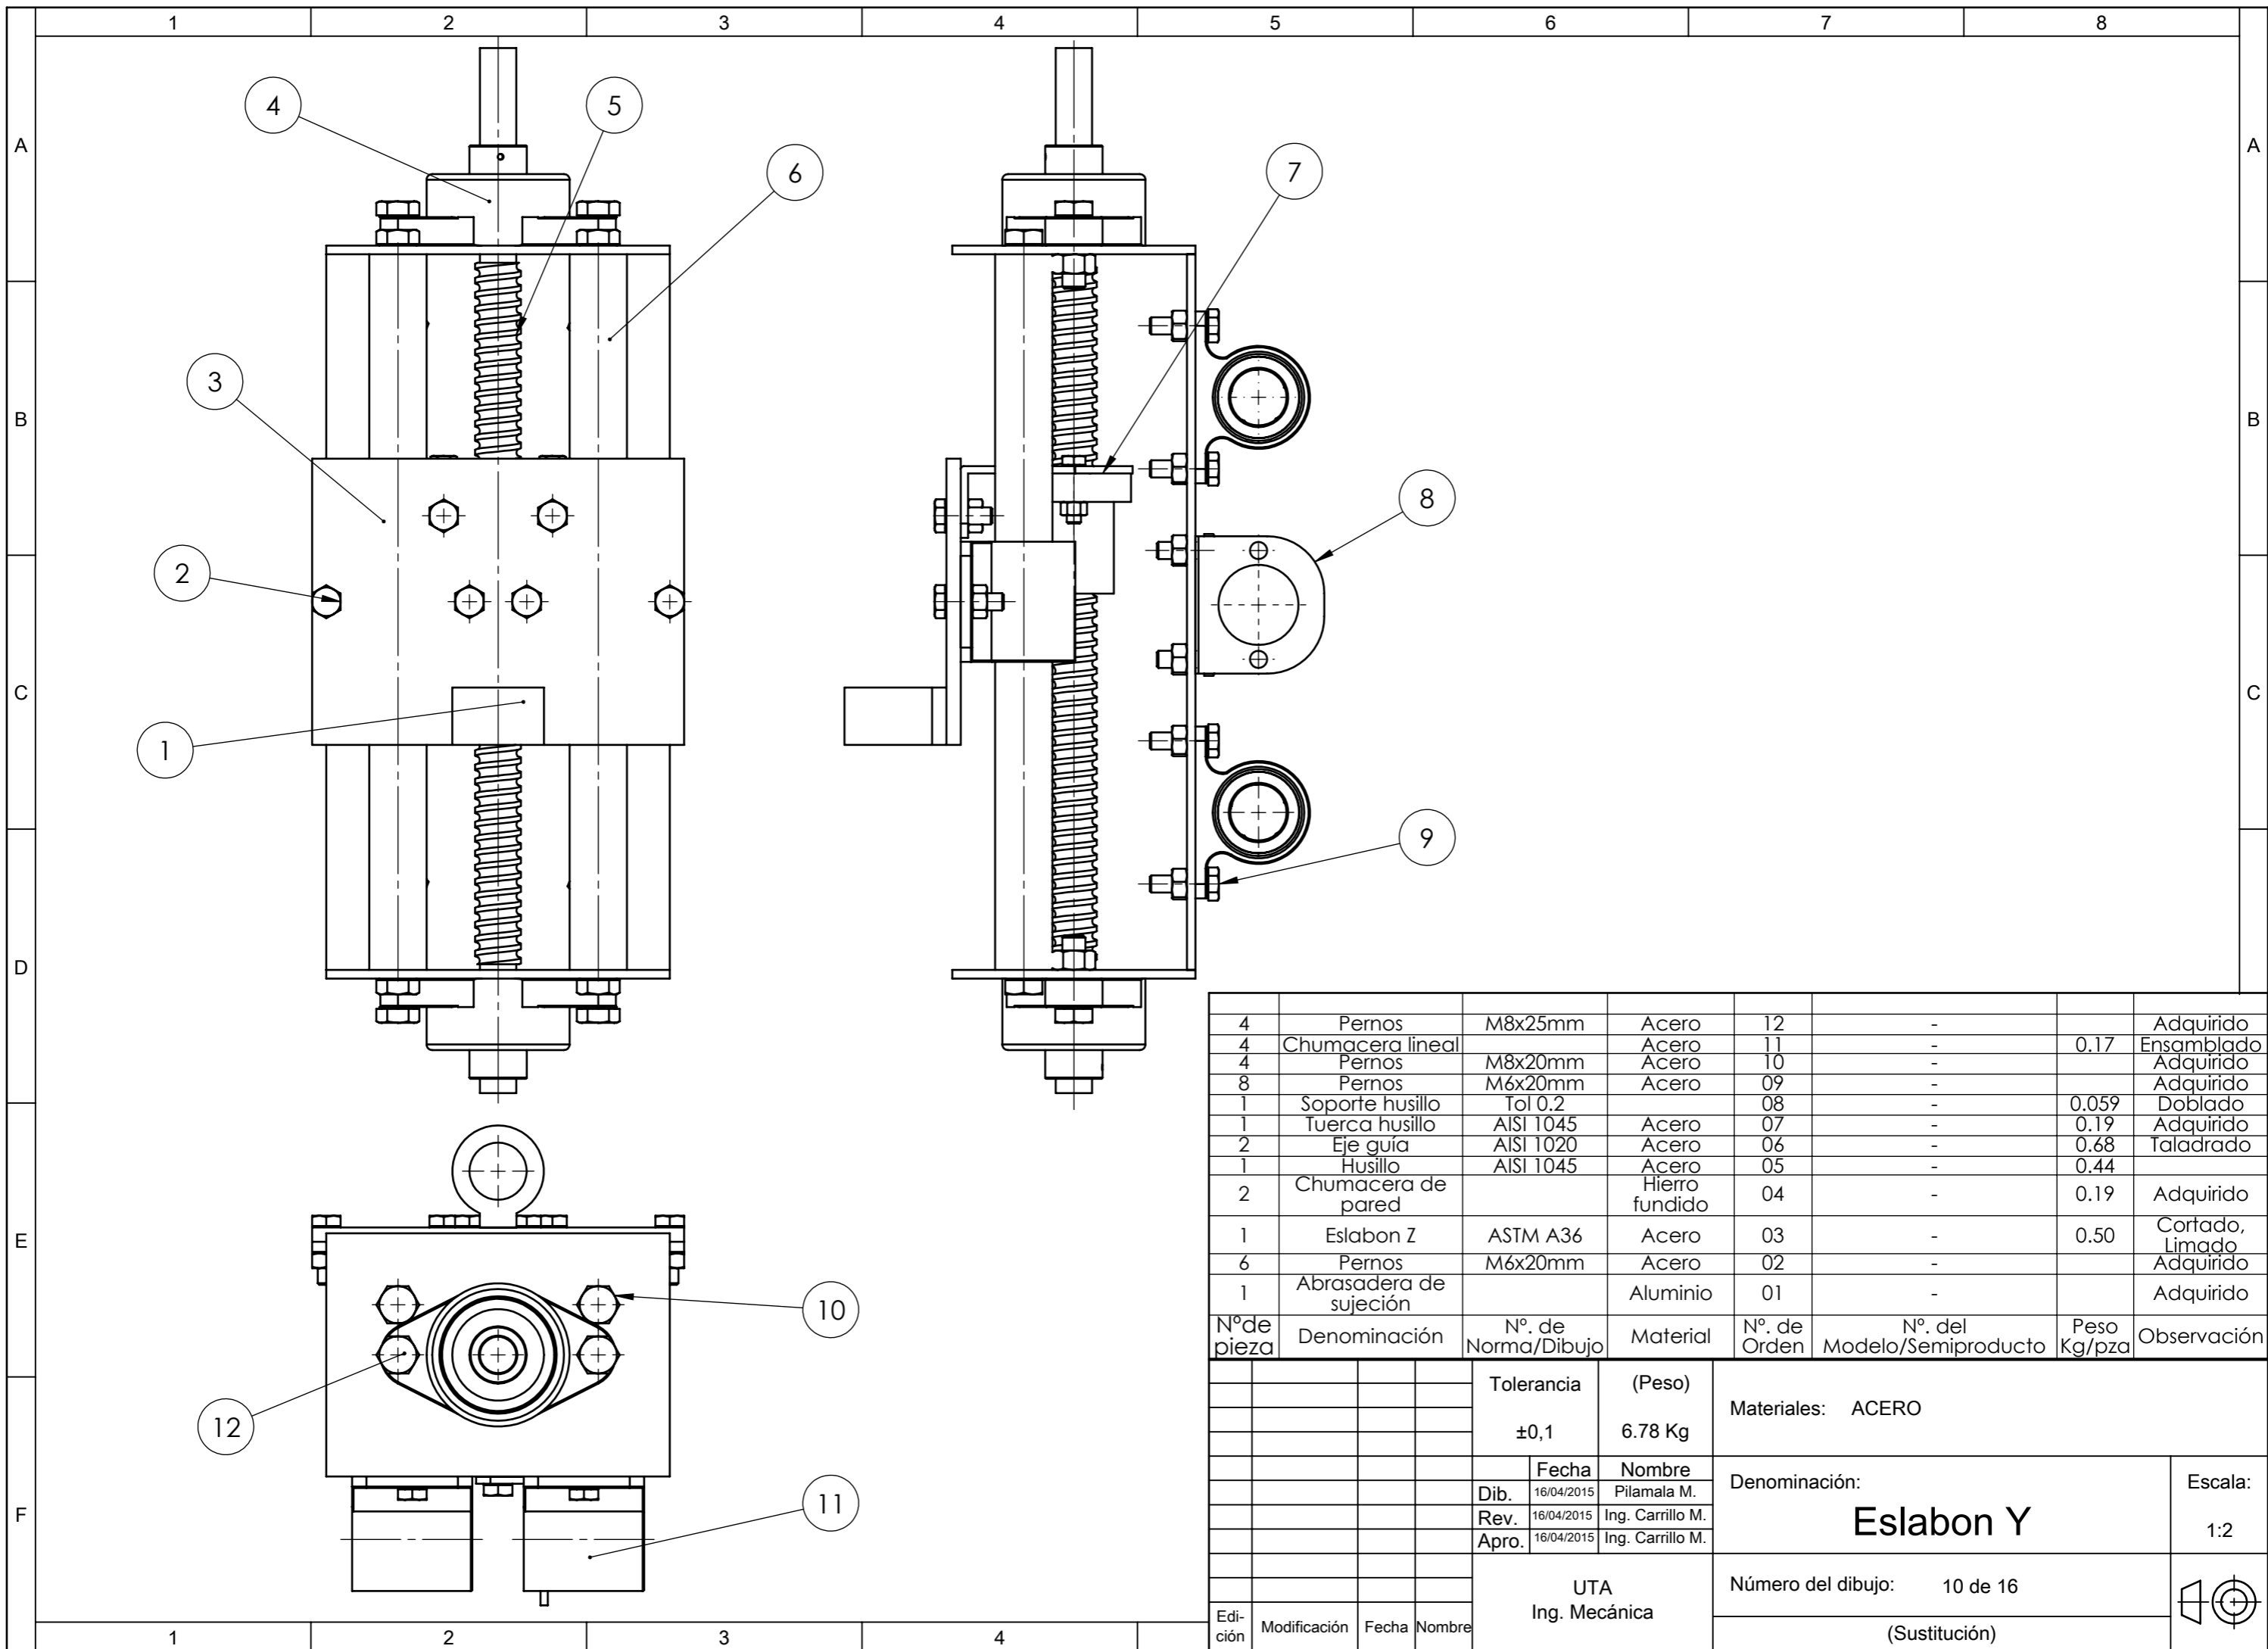 1 2 3 4 5 6 7 8
A A
B B
C C
D
E
F
4
5
6
7
3
8
2
1
9
10
12
11
4 Pernos M8x25mm Acero 12 - Adquirido
4 Chumacera lineal Acero 11 - 0.17 Ensamblado
4 Pernos M8x20mm Acero 10 - Adquirido
8 Pernos M6x20mm Acero 09 - Adquirido
1 Soporte husillo Tol 0.2 08 - 0.059 Doblado
1 Tuerca husillo AISI 1045 Acero 07 - 0.19 Adquirido
2 Eje guía AISI 1020 Acero 06 - 0.68 Taladrado
1 Husillo AISI 1045 Acero 05 - 0.44
2 Chumacera de pared Hierro fundido 04 - 0.19 Adquirido
1 Eslabon Z ASTM A36 Acero 03 - 0.50 Cortado, Limado
6 Pernos M6x20mm Acero 02 - Adquirido
1 Abrasadera de sujeción Aluminio 01 - Adquirido
Nºde pieza Denominación Nº. de Norma/Dibujo Material Nº. de Orden Nº. del Modelo/Semiproducto Peso Kg/pza Observación
Tolerancia (Peso)
±0,1 6.78 Kg
Materiales: ACERO
Fecha Nombre
Dib. 16/04/2015 Pilamala M.
Rev. 16/04/2015 Ing. Carrillo M.
Apro. 16/04/2015 Ing. Carrillo M.
Denominación:
Eslabon Y
Escala:
1:2
UTA
Ing. Mecánica
Número del dibujo: 10 de 16
(Sustitución)
Edi-
ción Modificación Fecha Nombre
1 2 3 4